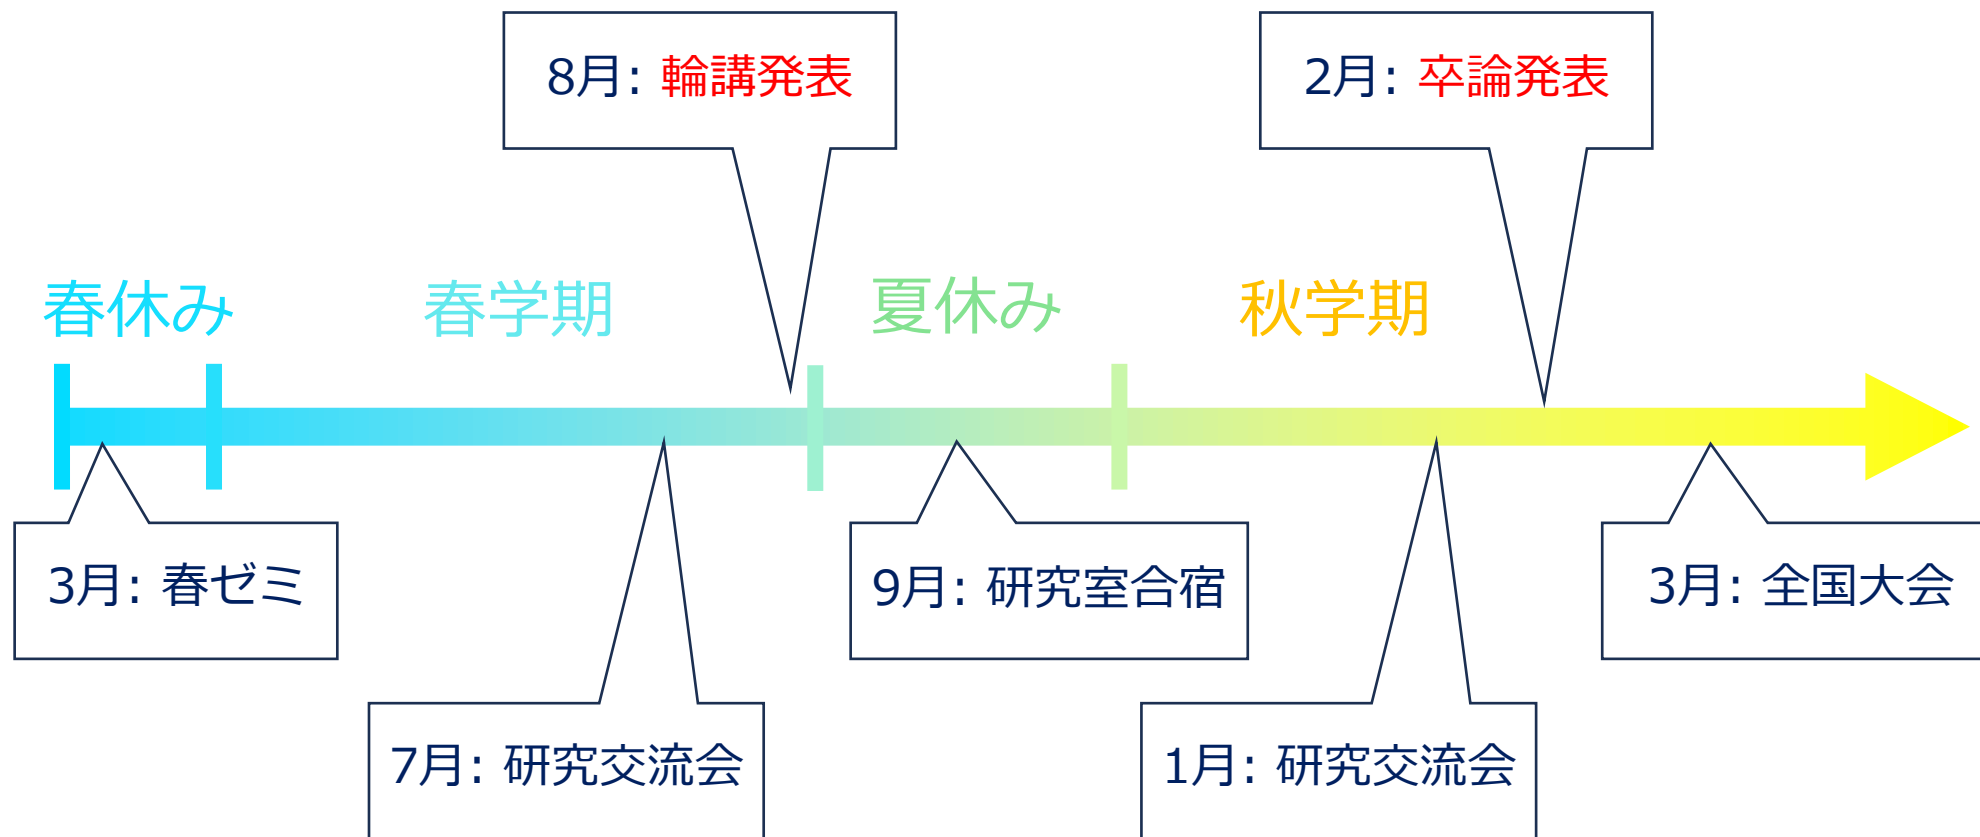 8月: 輪講発表
2月: 卒論発表
春休み
春学期
夏休み
秋学期
3月: 春ゼミ
9月: 研究室合宿
3月: 全国大会
7月: 研究交流会
1月: 研究交流会